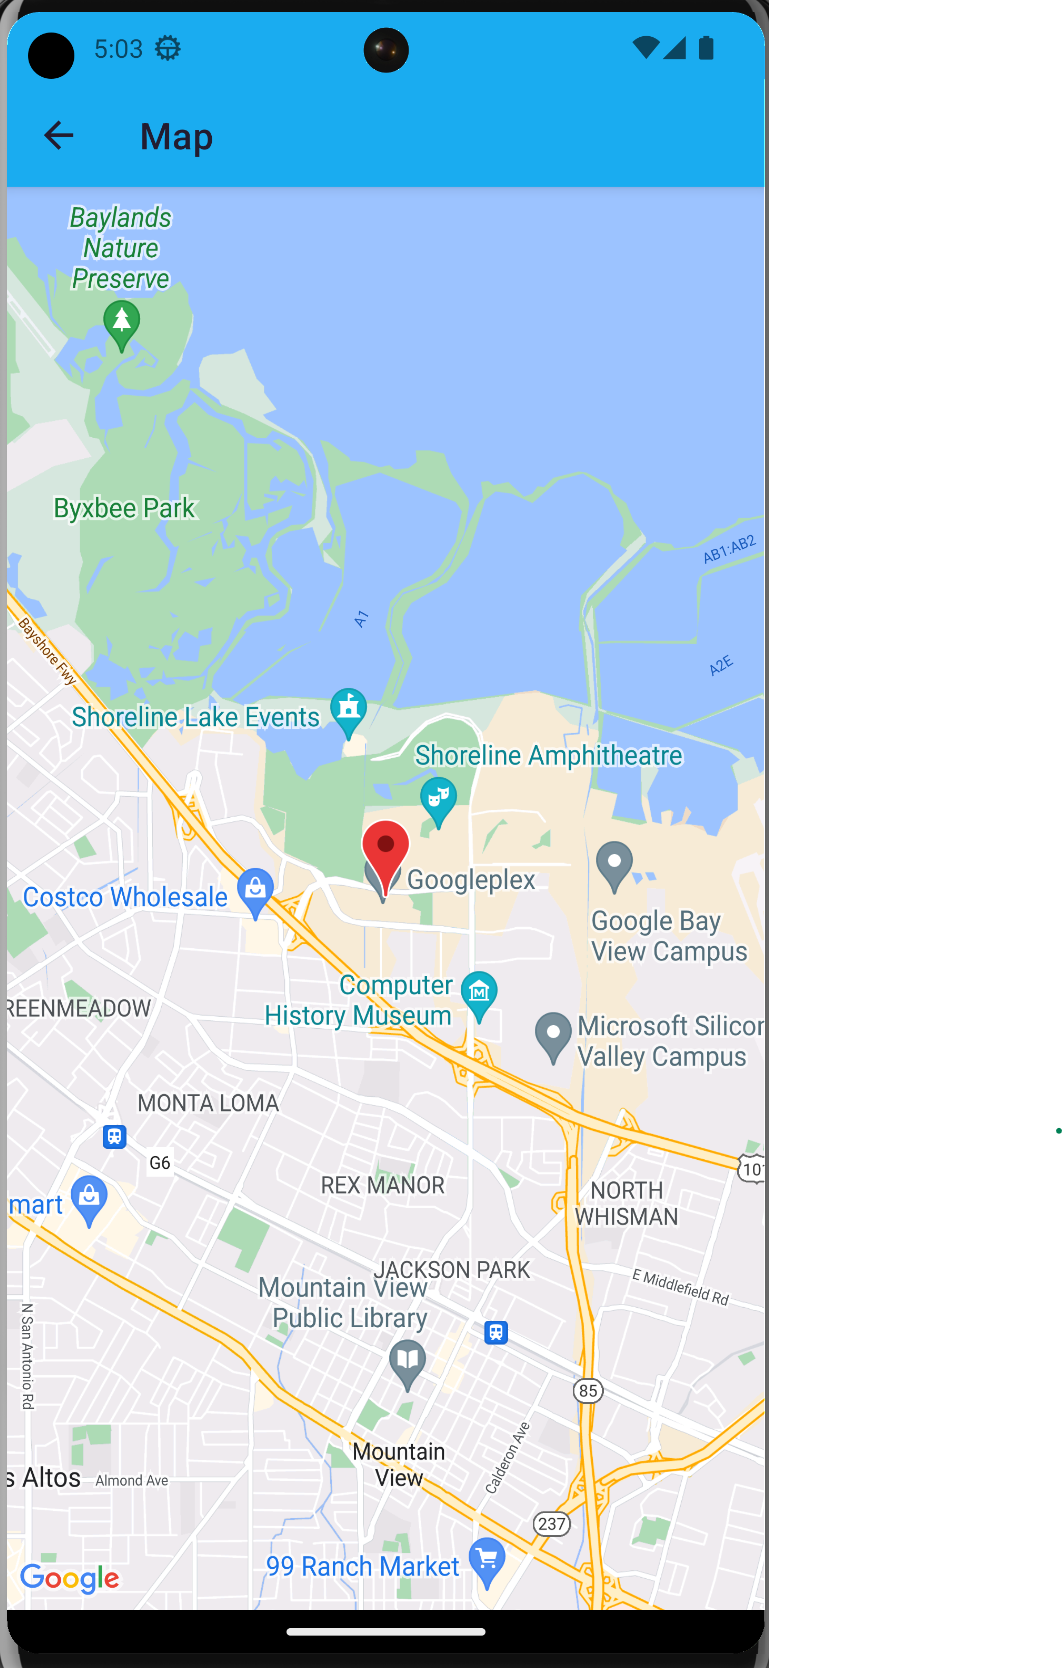 5:03
Map
Baylands
Nature
Preserve
Byxbee Park
AB1:AB2
A1
A2E
Bayshore Fwy
Shoreline Lake Events
Shoreline Amphitheatre
Googleplex
Costco Wholesale
Google Bay
View Campus
Computer
History Museum
Microsoft Silicon
Valley Campus
REENMEADOW
MONTA LOMA
G6
101
REX MANOR
NORTH
WHISMAN
mart
JACKSON PARK
E Middlefield Rd
Mountain View
Public Library
N San Antonio Rd
85
Calderon Ave
Mountain
View
s Altos
Almond Ave
237
99 Ranch Market
Google